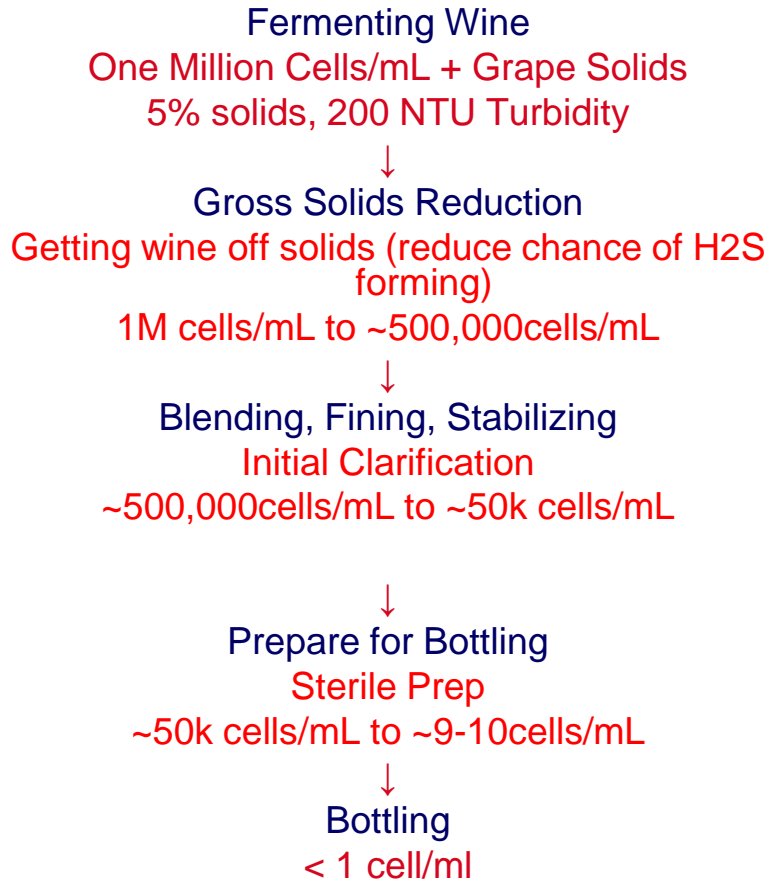 Fermenting Wine
One Million Cells/mL + Grape Solids
5% solids, 200 NTU Turbidity
↓
Gross Solids Reduction
Getting wine off solids (reduce chance of H2S
forming)
1M cells/mL to ~500,000cells/mL
↓
Blending, Fining, Stabilizing
Initial Clarification
~500,000cells/mL to ~50k cells/mL
↓
Prepare for Bottling
Sterile Prep
~50k cells/mL to ~9-10cells/mL
↓
Bottling
< 1 cell/ml